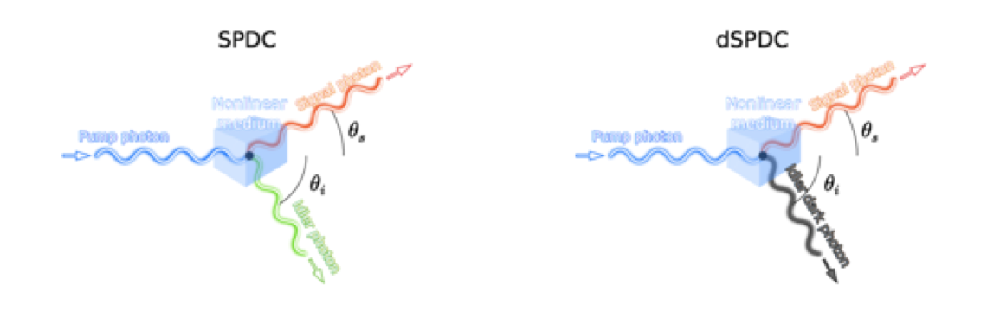 SPDC
Nonlinear
medium
Signal photon
Pump photon
θs
θi
Idler photon
dSPDC
Nonlinear
medium
Signal photon
Pump photon
θs
θi
Idler dark photon